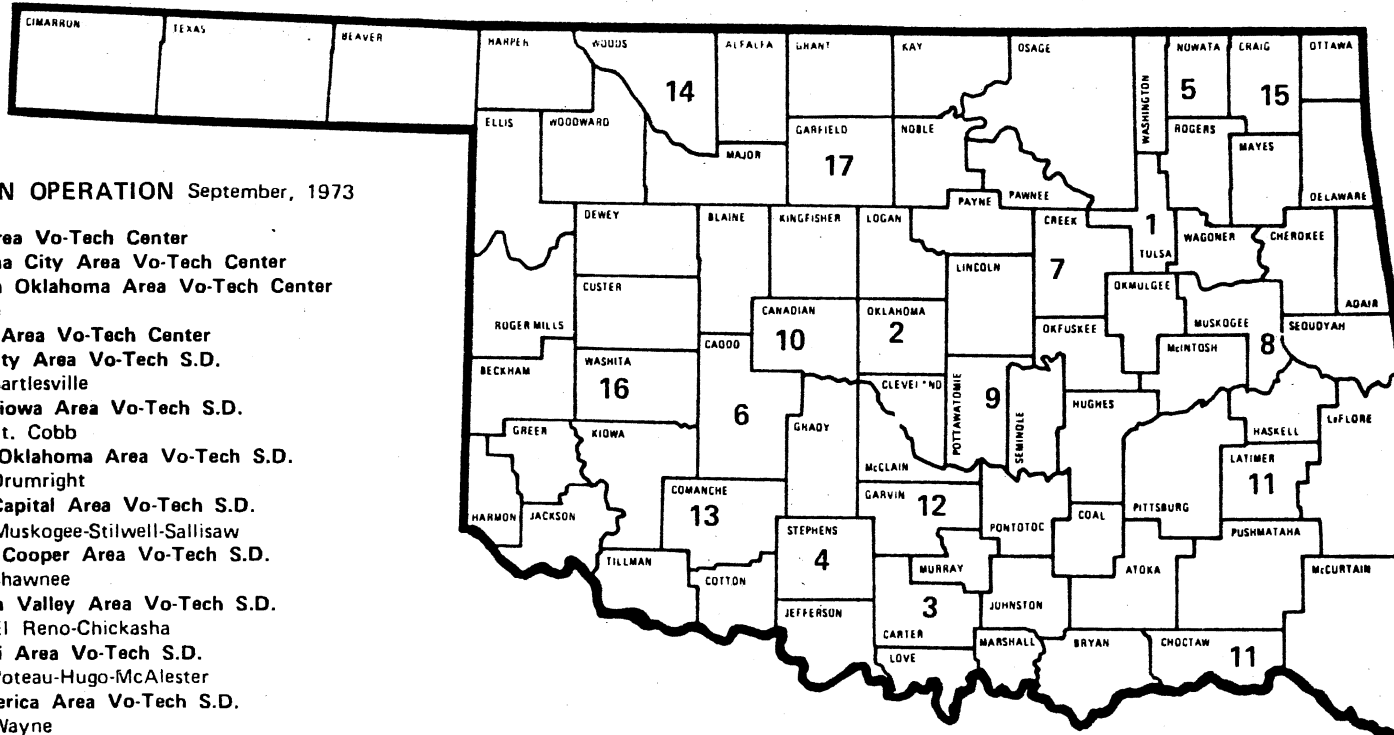 CIMARRON TEXAS BEAVER HARPER WOODS ALFALFA GRANT KAY OSAGE WASHINGTON NOWATA CRAIG OTTAWA
14 5 15
ELLIS WOODWARD MAJOR GARFIELD NOBLE ROGERS MAYES
17
PAYNE PAWNEE CREEK DELAWARE
DEWEY BLAINE KINGFISHER LOGAN LINCOLN 7 1 TULSA WAGONER CHEROKEE
CUSTER OKMULGEE ADAIR
ROGER MILLS CADDO CANADIAN OKLAHOMA OKFUSKEE MUSKOGEE SEQUOYAH
10 2 McINTOSH 8
BECKHAM WASHITA CLEVEL ND POTTAWATOMIE SEMINOLE HUGHES
16 6 9
GREER KIOWA GRADY McCLAIN HASKELL LeFLORE
LATIMER
HARMON JACKSON COMANCHE GARVIN PONTOTOC COAL PITTSBURG 11
13 12
STEPHENS PUSHMATAHA
TILLMAN COTTON 4 MURRAY ATOKA McCURTAIN
JEFFERSON 3 JOHNSTON
CARTER MARSHALL BRYAN CHOCTAW
LOVE 11
N OPERATION September, 1973
rea Vo-Tech Center
na City Area Vo-Tech Center
n Oklahoma Area Vo-Tech Center
Area Vo-Tech Center
ty Area Vo-Tech S.D.
artlesville
iowa Area Vo-Tech S.D.
t. Cobb
Oklahoma Area Vo-Tech S.D.
Drumright
Capital Area Vo-Tech S.D.
Muskogee-Stilwell-Sallisaw
Cooper Area Vo-Tech S.D.
hawnee
n Valley Area Vo-Tech S.D.
El Reno-Chickasha
i Area Vo-Tech S.D.
oteau-Hugo-McAlester
erica Area Vo-Tech S.D.
Wayne